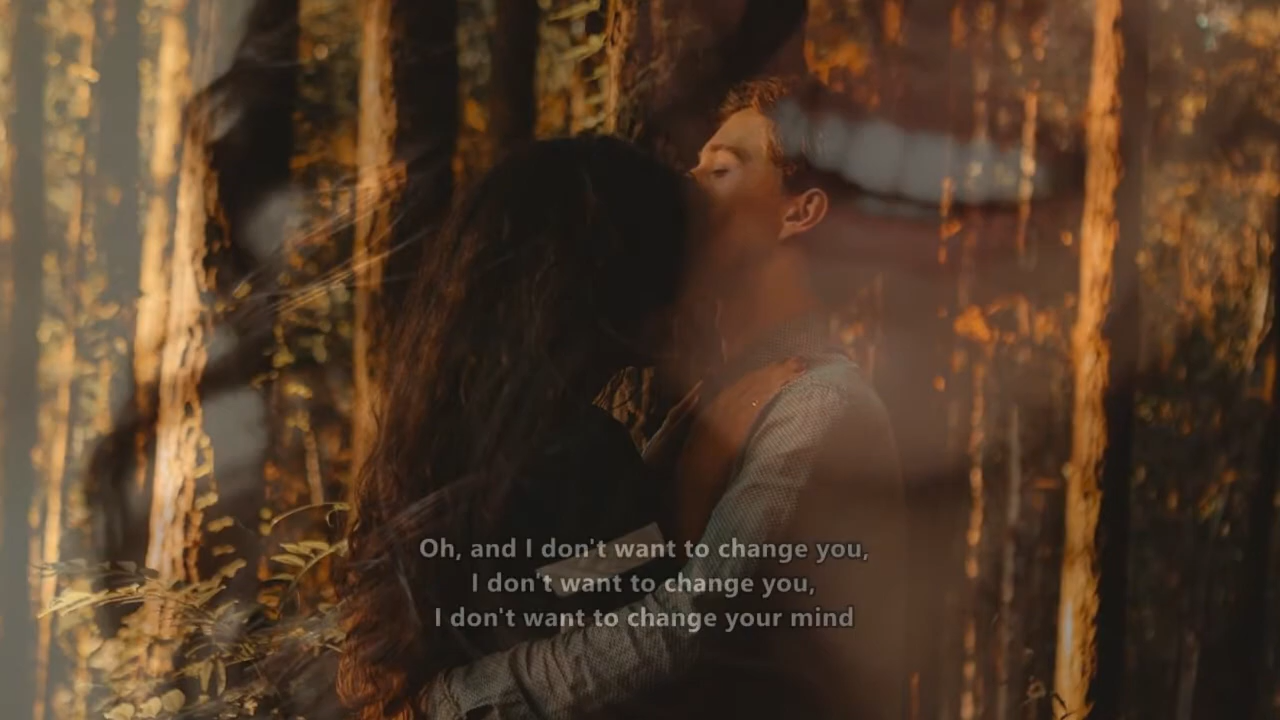 Oh, and I don't want to change you,
I don't want to change you,
I don't want to change your mind